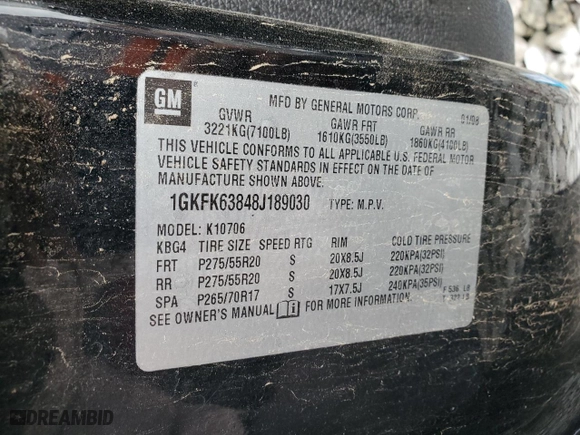 GM
MFD BY GENERAL MOTORS CORP. 01/08
GVWR GAWR FRT GAWR RR
3221KG(7100LB) 1610KG(3550LB) 1860KG(4100LB)
THIS VEHICLE CONFORMS TO ALL APPLICABLE U.S. FEDERAL MOTOR
VEHICLE SAFETY STANDARDS IN EFFECT ON THE DATE OF
MANUFACTURE SHOWN ABOVE.
1GKFK63848J189030 TYPE: M.P.V.
MODEL: K10706
KBG4 TIRE SIZE SPEED RTG RIM COLD TIRE PRESSURE
FRT P275/55R20 S 20X8.5J 220KPA(32PSI)
RR P275/55R20 S 20X8.5J 220KPA(32PSI)
SPA P265/70R17 S 17X7.5J 240KPA(35PSI)
SEE OWNER'S MANUAL FOR MORE INFORMATION.
DREAMBID